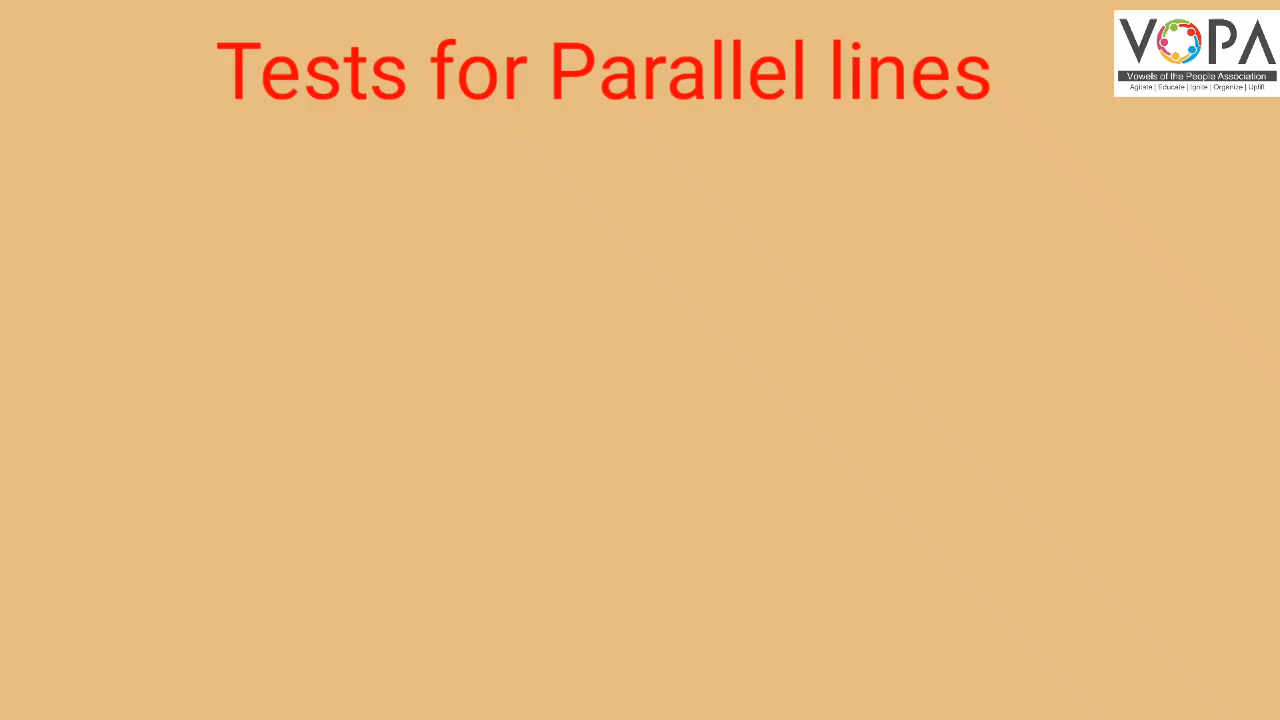 Tests for Parallel lines
VOPA
Vowels of the People Association
Agitate | Educate | Ignite | Organize | Uplift